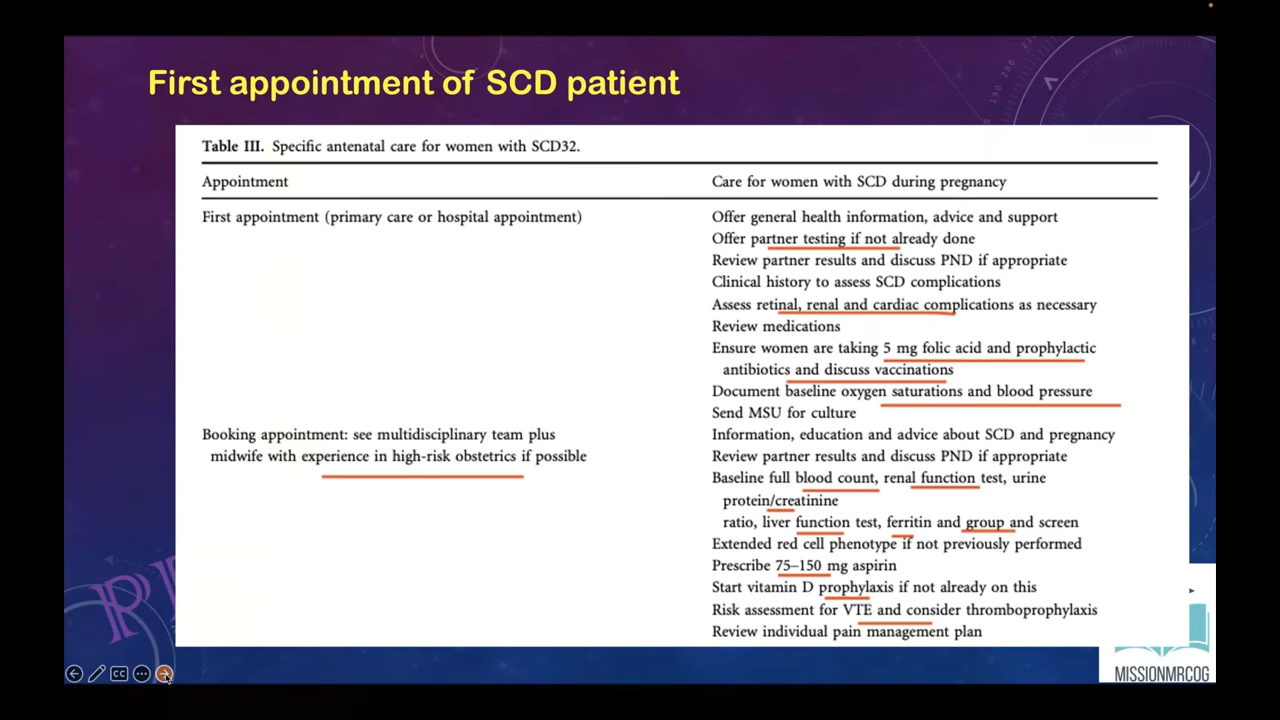 First appointment of SCD patient
Table III. Specific antenatal care for women with SCD32.
Appointment
Care for women with SCD during pregnancy
First appointment (primary care or hospital appointment)
Offer general health information, advice and support
Offer partner testing if not already done
Review partner results and discuss PND if appropriate
Clinical history to assess SCD complications
Assess retinal, renal and cardiac complications as necessary
Review medications
Ensure women are taking 5 mg folic acid and prophylactic
antibiotics and discuss vaccinations
Document baseline oxygen saturations and blood pressure
Send MSU for culture
Booking appointment: see multidisciplinary team plus
midwife with experience in high-risk obstetrics if possible
Information, education and advice about SCD and pregnancy
Review partner results and discuss PND if appropriate
Baseline full blood count, renal function test, urine
protein/creatinine
ratio, liver function test, ferritin and group and screen
Extended red cell phenotype if not previously performed
Prescribe 75–150 mg aspirin
Start vitamin D prophylaxis if not already on this
Risk assessment for VTE and consider thromboprophylaxis
Review individual pain management plan
CC
MISSIONMRCOG